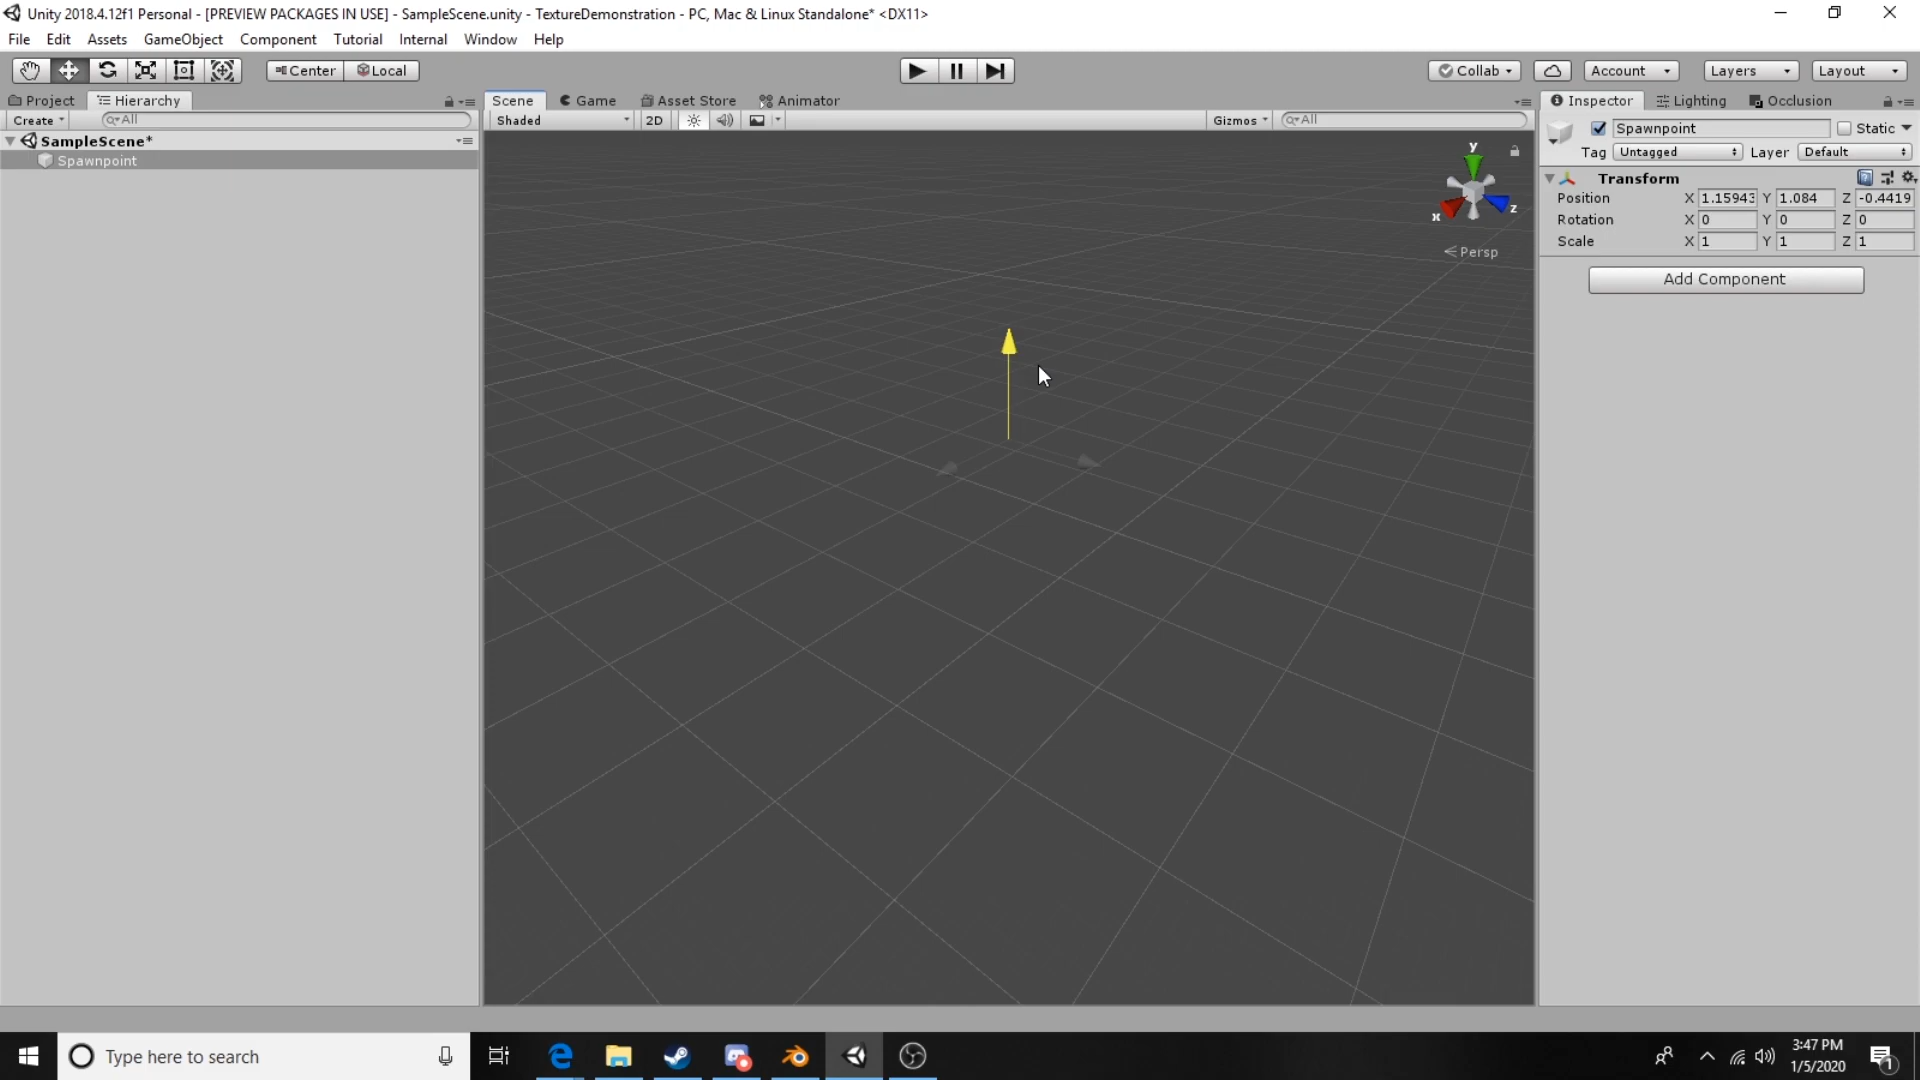 Unity 2018.4.12f1 Personal - [PREVIEW PACKAGES IN USE] - SampleScene.unity - TextureDemonstration - PC, Mac & Linux Standalone* <DX11>
File Edit Assets GameObject Component Tutorial Internal Window Help
Center Local Collab Account Layers Layout
Project Hierarchy Scene Game Asset Store Animator Inspector Lighting Occlusion
Create All Shaded 2D Gizmos All
Spawnpoint Static
SampleScene*
Tag Untagged Layer Default
Spawnpoint
Transform
Position X 1.15943 Y 1.084 Z -0.4419
Rotation X 0 Y 0 Z 0
Scale X 1 Y 1 Z 1
y
x z
Persp
Add Component
Type here to search
3:47 PM
1/5/2020
1